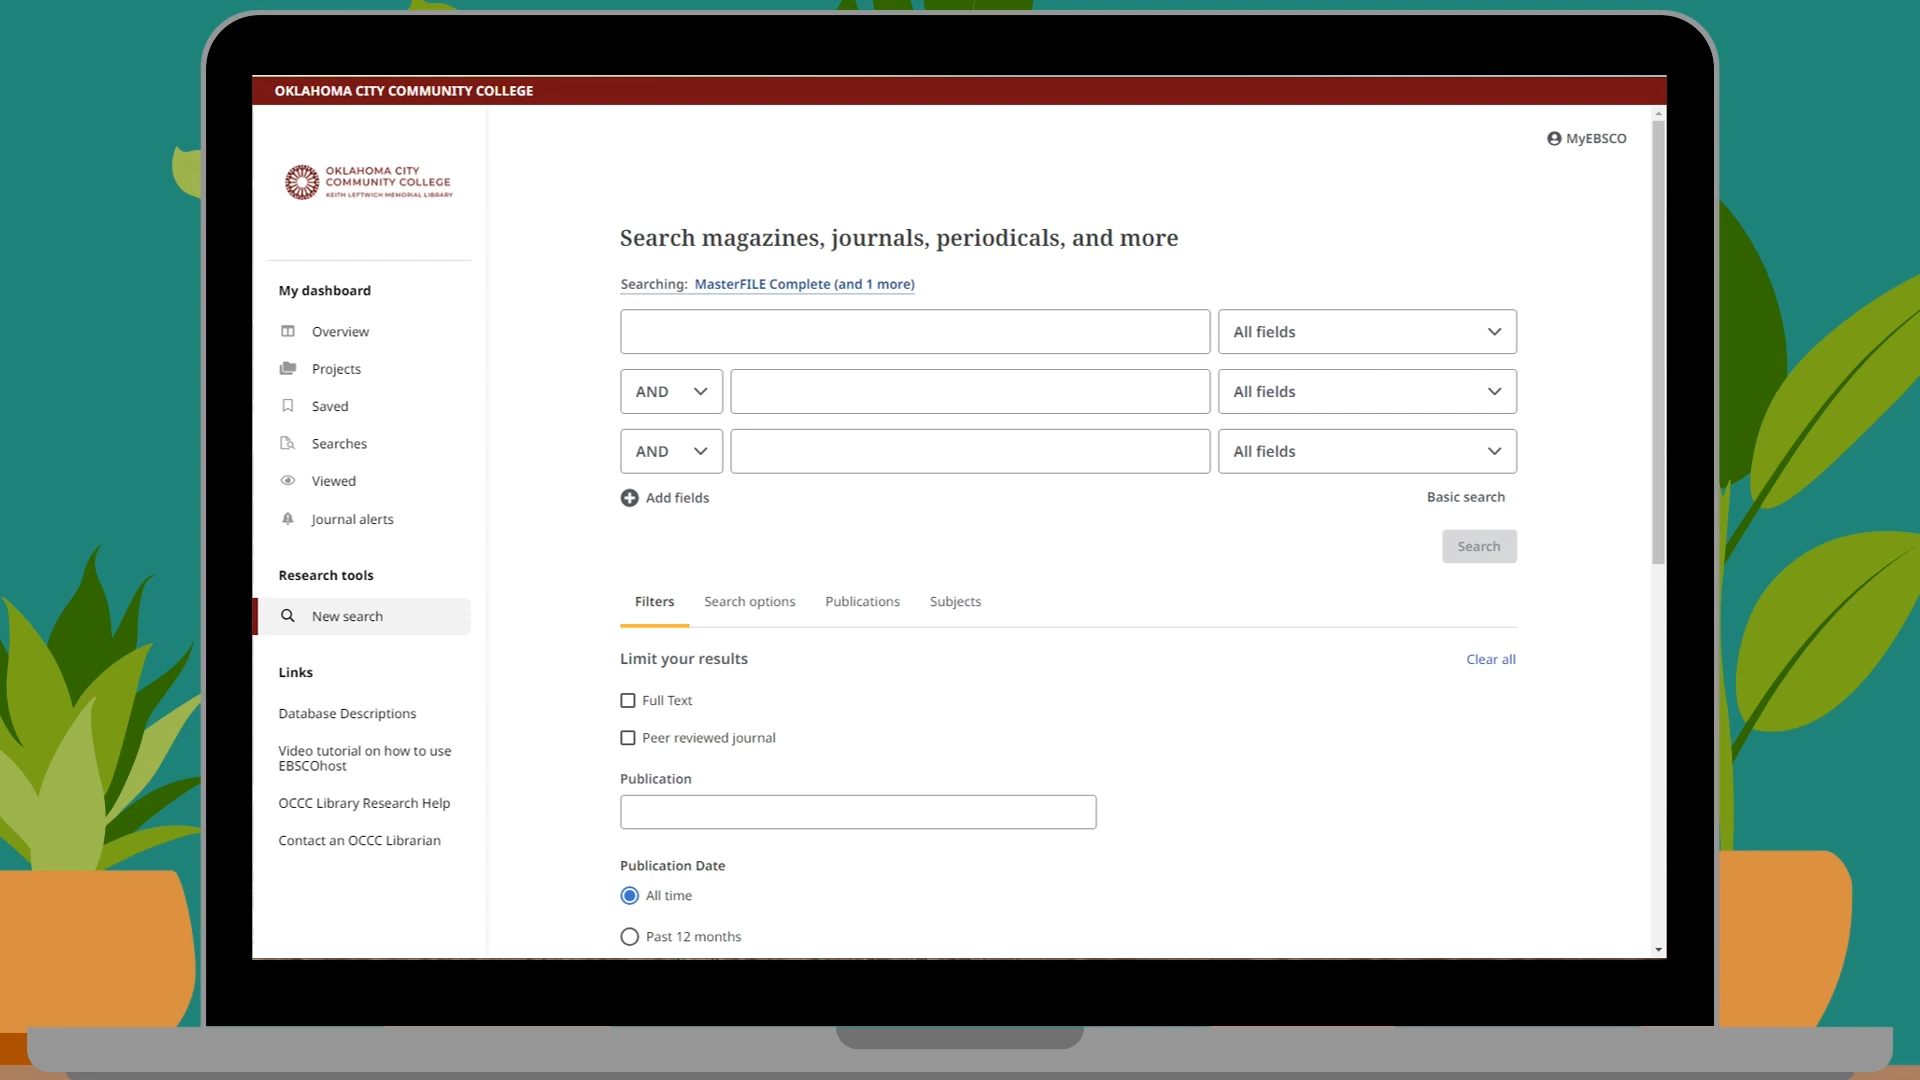 OKLAHOMA CITY COMMUNITY COLLEGE
MyEBSCO
OKLAHOMA CITY
COMMUNITY COLLEGE
KEITH LEFTWICH MEMORIAL LIBRARY
My dashboard
Overview
Projects
Saved
Searches
Viewed
Journal alerts
Research tools
New search
Links
Database Descriptions
Video tutorial on how to use
EBSCOhost
OCCC Library Research Help
Contact an OCCC Librarian
Search magazines, journals, periodicals, and more
Searching: MasterFILE Complete (and 1 more)
All fields
AND All fields
AND All fields
Add fields Basic search
Search
Filters Search options Publications Subjects
Limit your results Clear all
Full Text
Peer reviewed journal
Publication
Publication Date
All time
Past 12 months